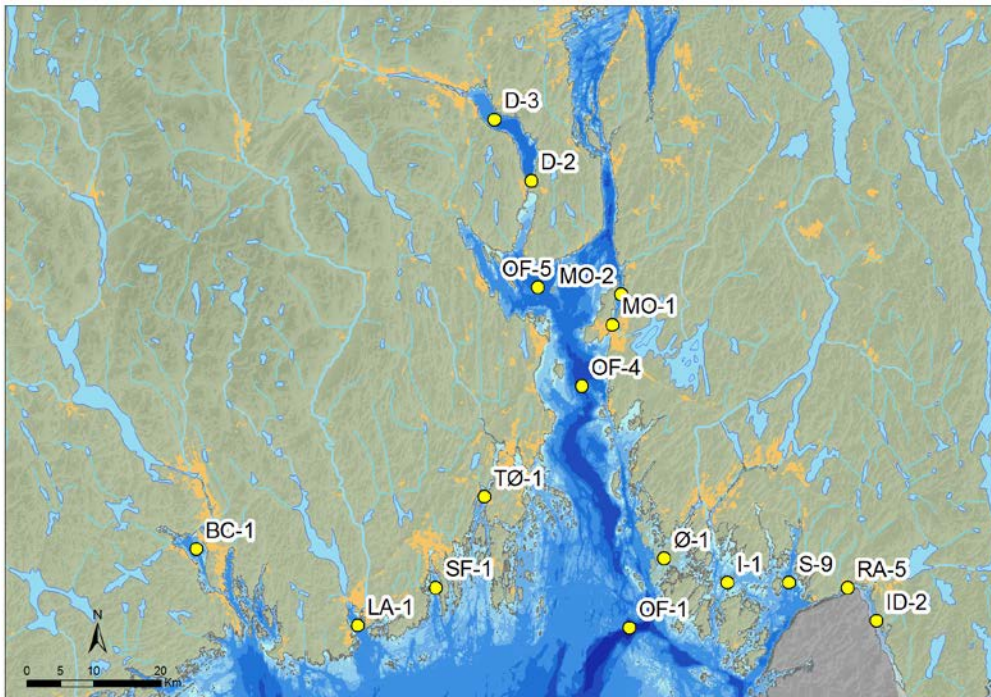 D-3
D-2
OF-5
MO-2
MO-1
OF-4
TØ-1
BC-1
Ø-1
SF-1
I-1
S-9
RA-5
LA-1
OF-1
ID-2
N
0 5 10 20
Km